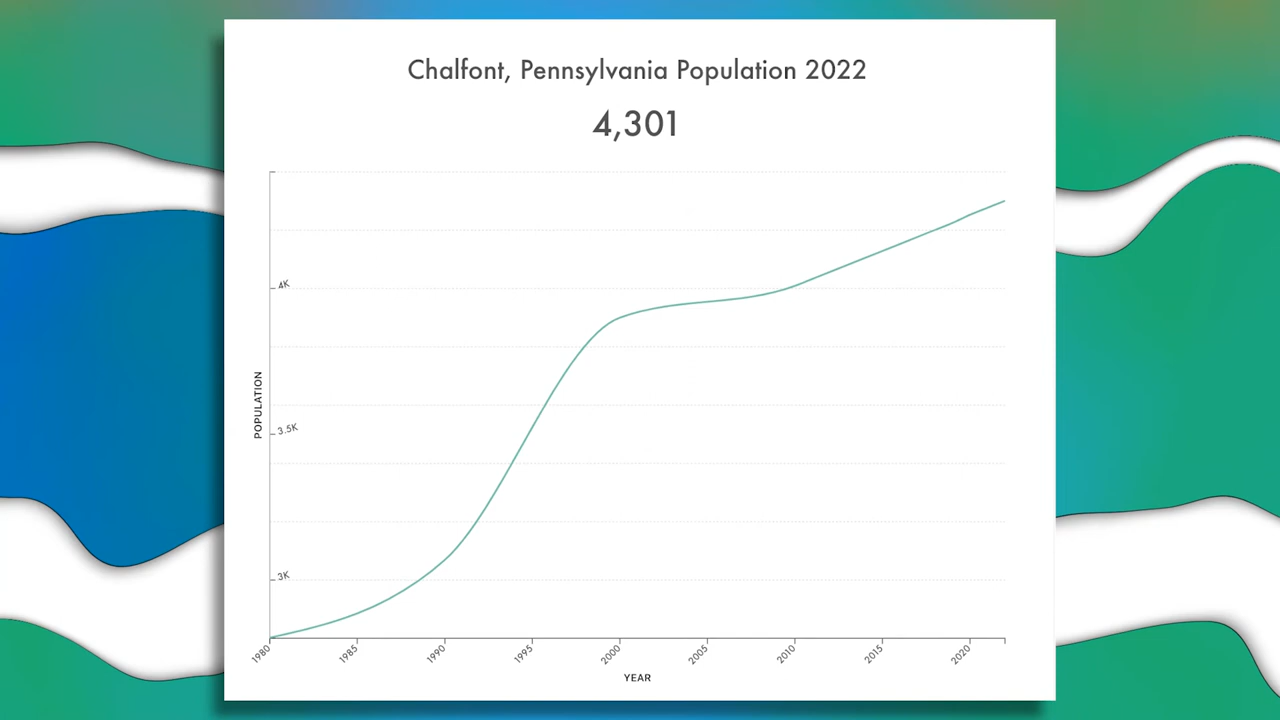 Chalfont, Pennsylvania Population 2022
4,301
4K
3.5K
3K
POPULATION
1980
1985
1990
1995
2000
2005
2010
2015
2020
YEAR